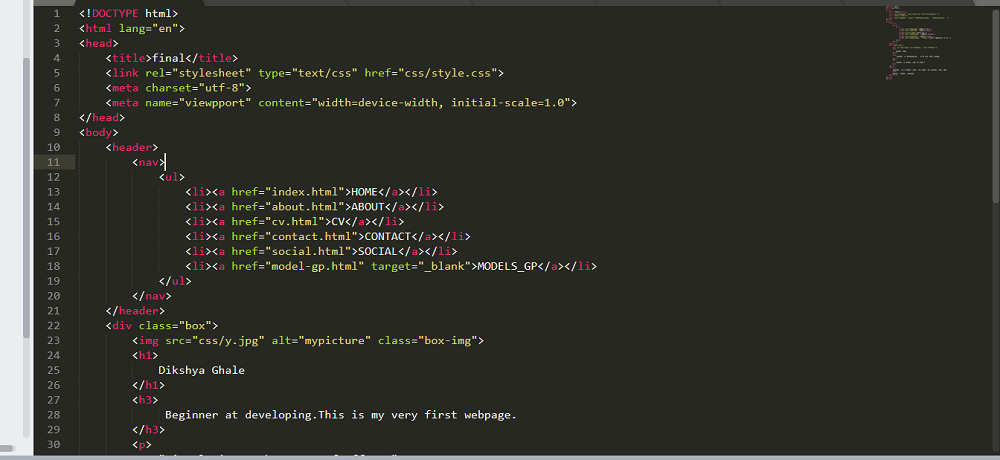 1 <!DOCTYPE html>
2 <html lang="en">
3 <head>
4 <title>final</title>
5 <link rel="stylesheet" type="text/css" href="css/style.css">
6 <meta charset="utf-8">
7 <meta name="viewpport" content="width=device-width, initial-scale=1.0">
8 </head>
9 <body>
10 <header>
11 <nav>
12 <ul>
13 <li><a href="index.html">HOME</a></li>
14 <li><a href="about.html">ABOUT</a></li>
15 <li><a href="cv.html">CV</a></li>
16 <li><a href="contact.html">CONTACT</a></li>
17 <li><a href="social.html">SOCIAL</a></li>
18 <li><a href="model-gp.html" target="_blank">MODELS_GP</a></li>
19 </ul>
20 </nav>
21 </header>
22 <div class="box">
23 <img src="css/y.jpg" alt="mypicture" class="box-img">
24 <h1>
25 Dikshya Ghale
26 </h1>
27 <h3>
28 Beginner at developing.This is my very first webpage.
29 </h3>
30 <p>